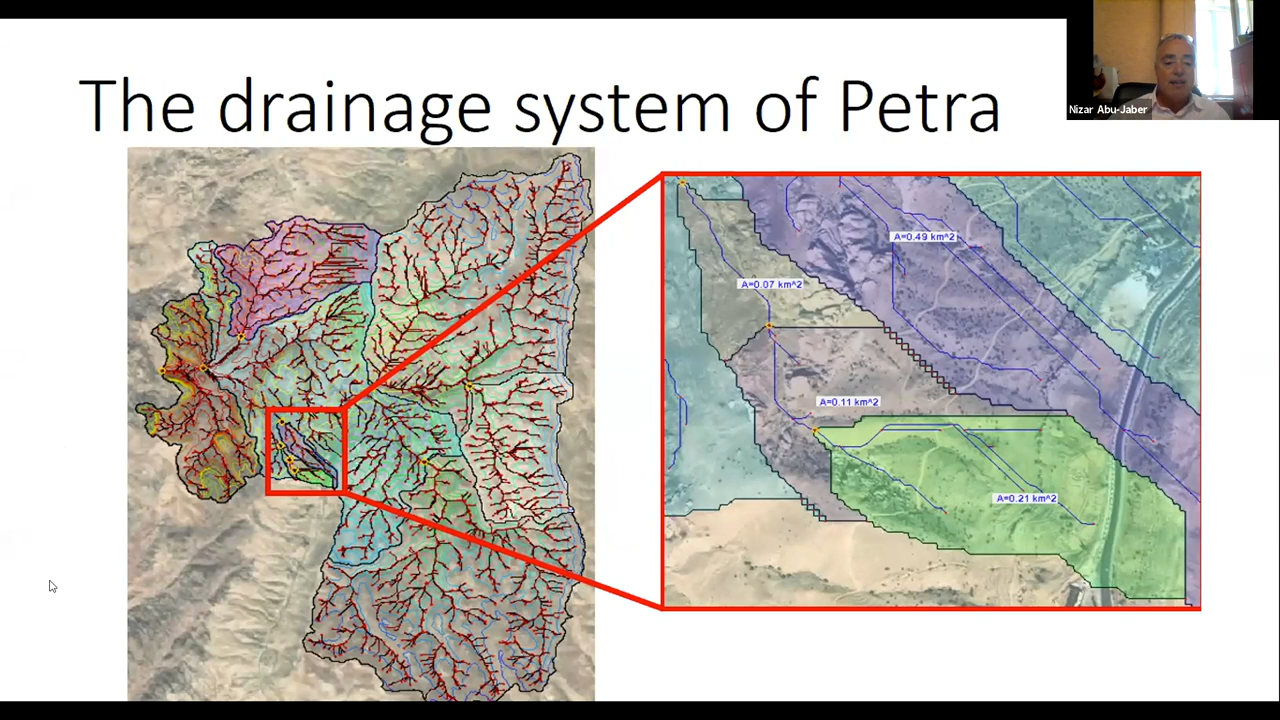 The drainage system of Petra
Nizar Abu-Jaber
A=0.49 km^2
A=0.07 km^2
A=0.11 km^2
A=0.21 km^2